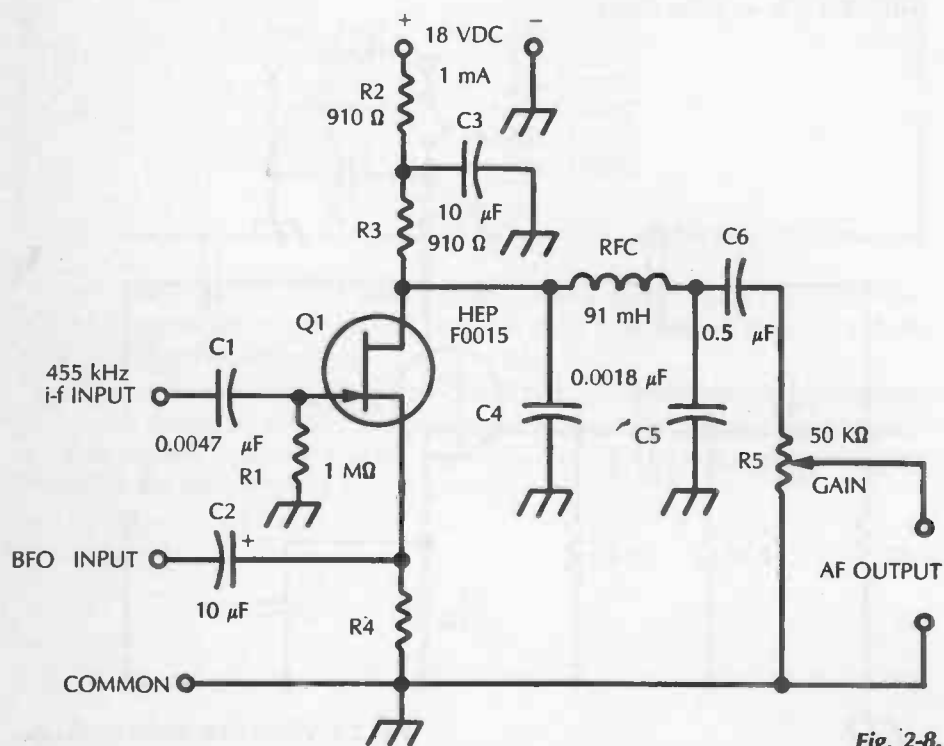 + 18 VDC −
1 mA
R2
910 Ω
C3
10 μF
R3
910 Ω
RFC
C6
HEP
F0015
91 mH
0.5 μF
Q1
C1
455 kHz
i-f INPUT
0.0047 μF
R1
1 MΩ
0.0018 μF
C4
C5
50 KΩ
R5
GAIN
C2
+
BFO INPUT
10 μF
AF OUTPUT
R4
COMMON
Fig. 2-8.